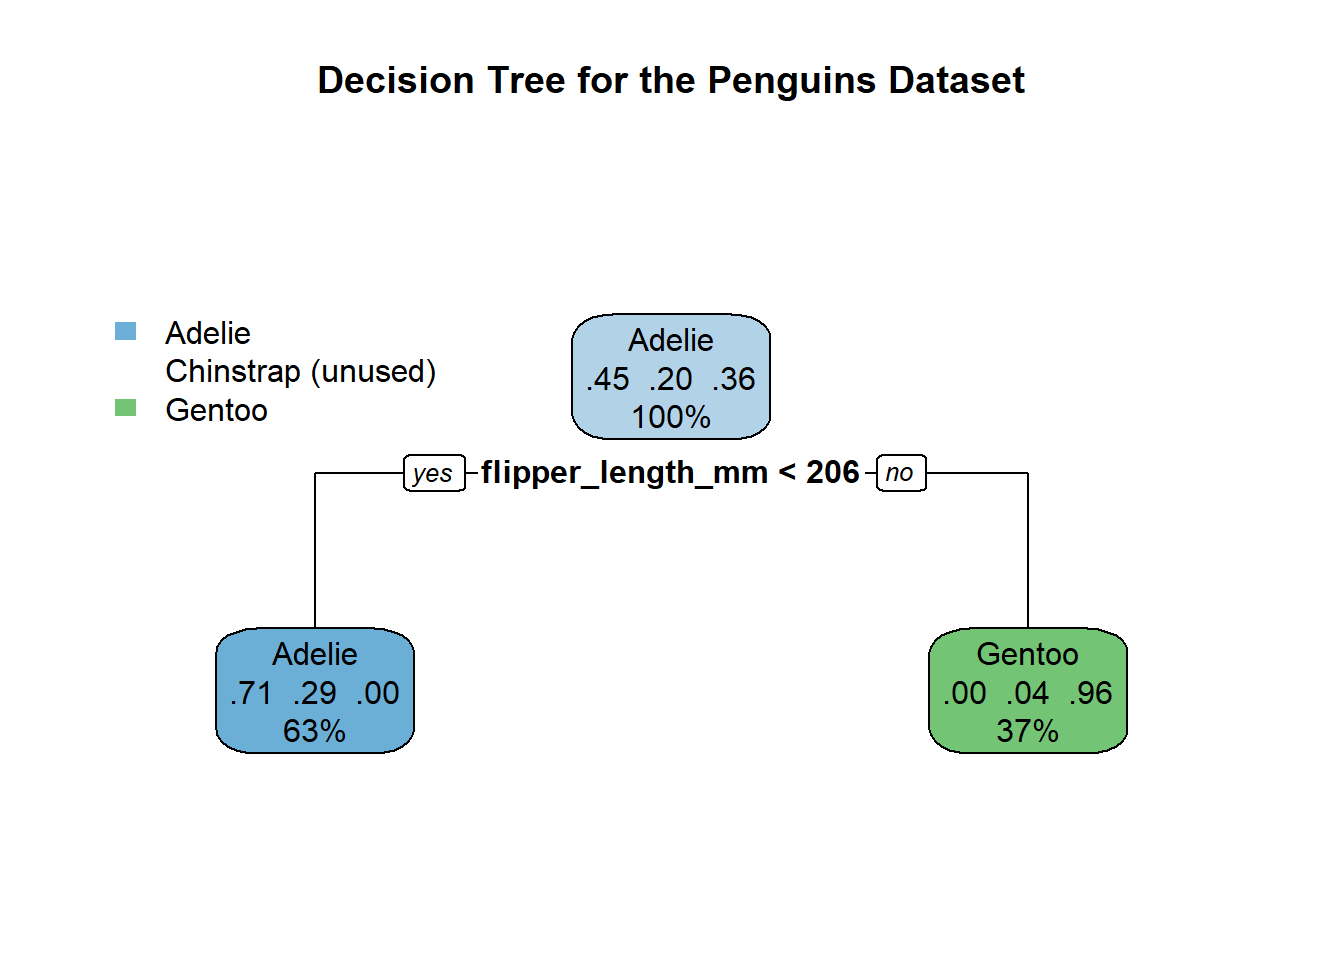 Decision Tree for the Penguins Dataset
Adelie
Chinstrap (unused)
Gentoo
Adelie
.45 .20 .36
100%
yes flipper_length_mm < 206 no
Adelie
.71 .29 .00
63%
Gentoo
.00 .04 .96
37%